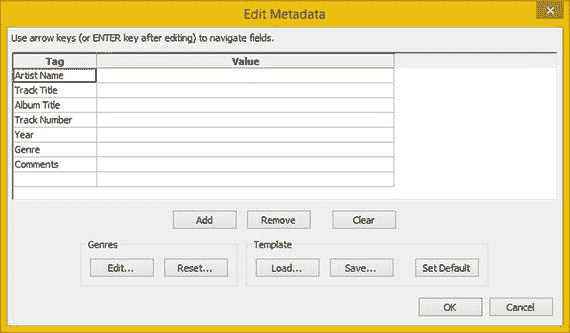 Edit Metadata
Use arrow keys (or ENTER key after editing) to navigate fields.
Tag Value
Artist Name
Track Title
Album Title
Track Number
Year
Genre
Comments
Add Remove Clear
Genres Template
Edit... Reset... Load... Save... Set Default
OK Cancel